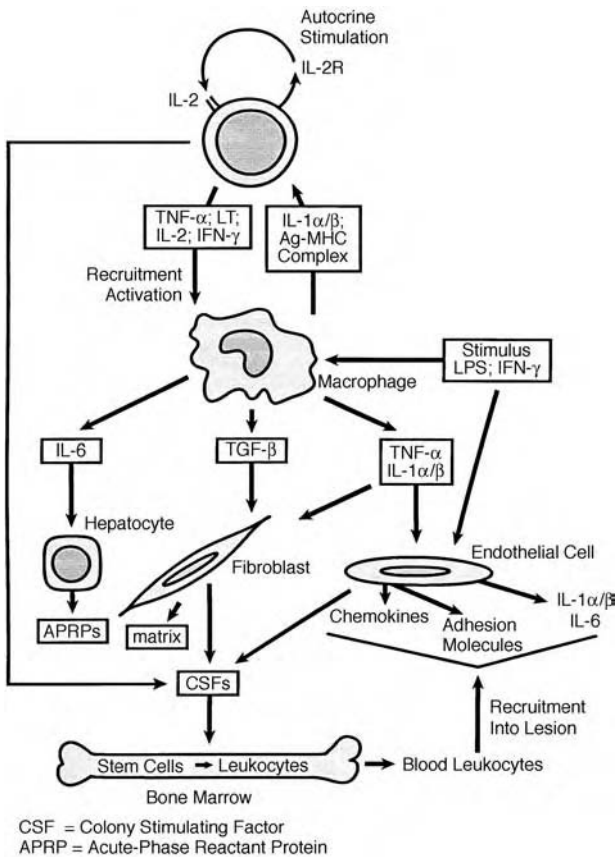 Autocrine
Stimulation
IL-2R
IL-2
TNF-α; LT;
IL-2; IFN-γ
IL-1α/β;
Ag-MHC
Complex
Recruitment
Activation
Macrophage
Stimulus
LPS; IFN-γ
IL-6
TGF-β
TNF-α
IL-1α/β
Hepatocyte
Fibroblast
Endothelial Cell
APRPs
matrix
Chemokines
Adhesion
Molecules
IL-1α/β
IL-6
CSFs
Recruitment
Into Lesion
Stem Cells
Leukocytes
Blood Leukocytes
Bone Marrow
CSF = Colony Stimulating Factor
APRP = Acute-Phase Reactant Protein